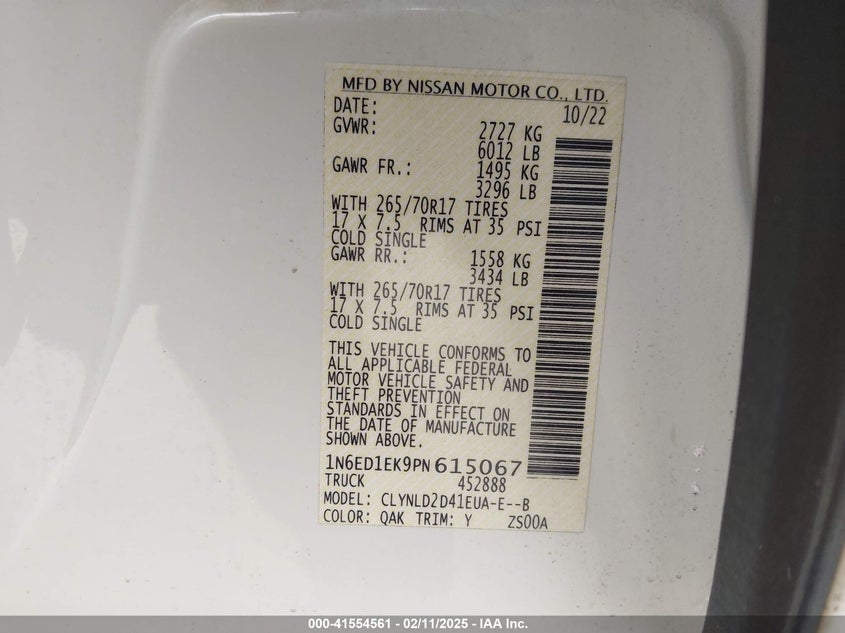 MFD BY NISSAN MOTOR CO., LTD.
DATE: 10/22
GVWR: 2727 KG
6012 LB
GAWR FR.: 1495 KG
3296 LB
WITH 265/70R17 TIRES
17 X 7.5 RIMS AT 35 PSI
COLD SINGLE
GAWR RR.: 1558 KG
3434 LB
WITH 265/70R17 TIRES
17 X 7.5 RIMS AT 35 PSI
COLD SINGLE
THIS VEHICLE CONFORMS TO
ALL APPLICABLE FEDERAL
MOTOR VEHICLE SAFETY AND
THEFT PREVENTION
STANDARDS IN EFFECT ON
THE DATE OF MANUFACTURE
SHOWN ABOVE.
1N6ED1EK9PN615067
TRUCK 452888
MODEL: CLYNLD2D41EUA-E--B
COLOR: QAK TRIM: Y ZS00A
000-41554561 - 02/11/2025 - IAA Inc.